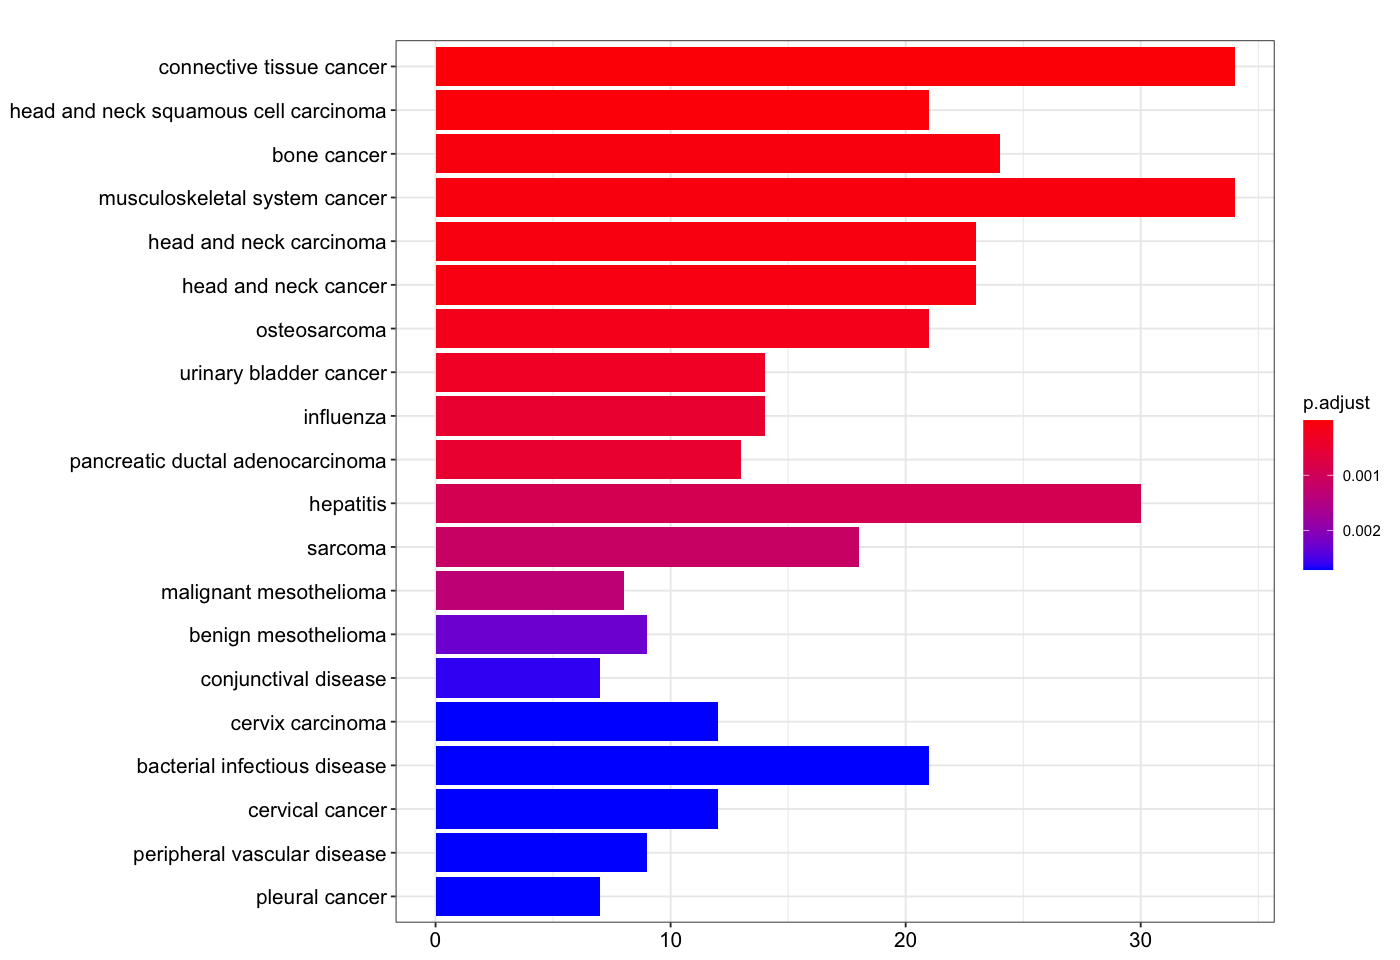 connective tissue cancer
head and neck squamous cell carcinoma
bone cancer
musculoskeletal system cancer
head and neck carcinoma
head and neck cancer
osteosarcoma
urinary bladder cancer
influenza
pancreatic ductal adenocarcinoma
hepatitis
sarcoma
malignant mesothelioma
benign mesothelioma
conjunctival disease
cervix carcinoma
bacterial infectious disease
cervical cancer
peripheral vascular disease
pleural cancer
0 10 20 30
p.adjust
0.001
0.002